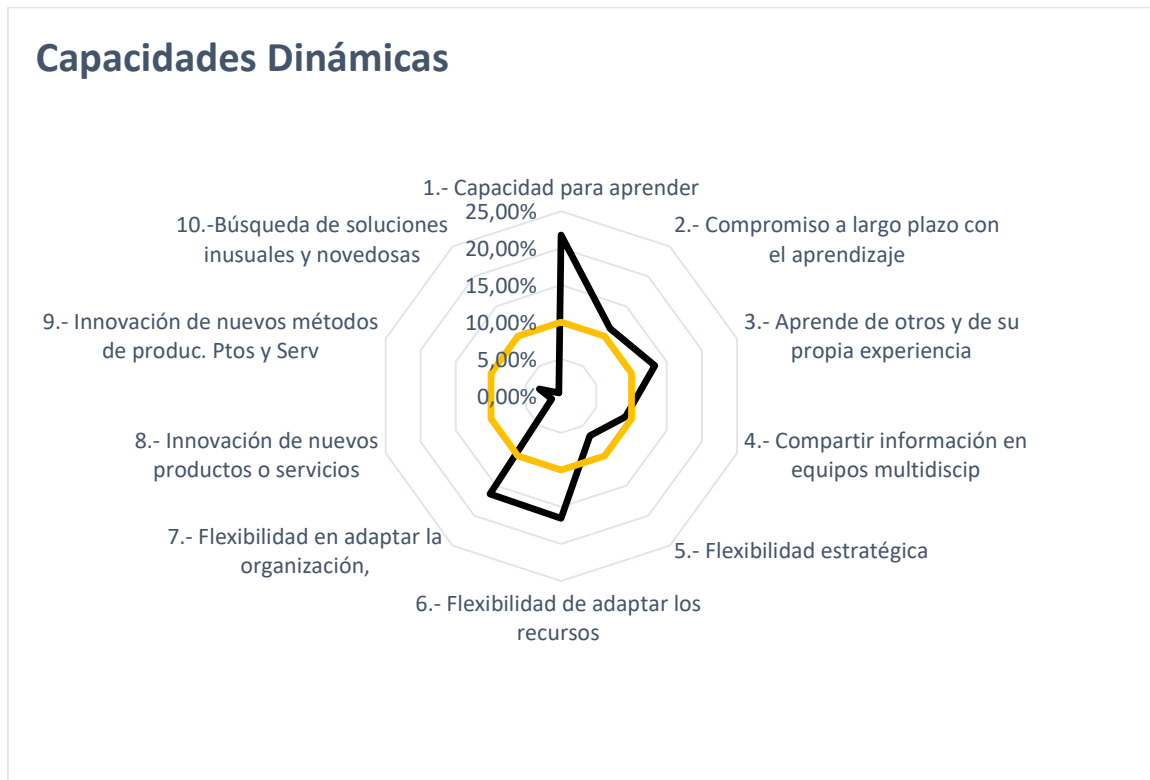 Capacidades Dinámicas
1.- Capacidad para aprender
25,00%
20,00%
15,00%
10,00%
5,00%
0,00%
2.- Compromiso a largo plazo con
el aprendizaje
3.- Aprende de otros y de su
propia experiencia
4.- Compartir información en
equipos multidiscip
5.- Flexibilidad estratégica
6.- Flexibilidad de adaptar los
recursos
7.- Flexibilidad en adaptar la
organización,
8.- Innovación de nuevos
productos o servicios
9.- Innovación de nuevos métodos
de produc. Ptos y Serv
10.-Búsqueda de soluciones
inusuales y novedosas